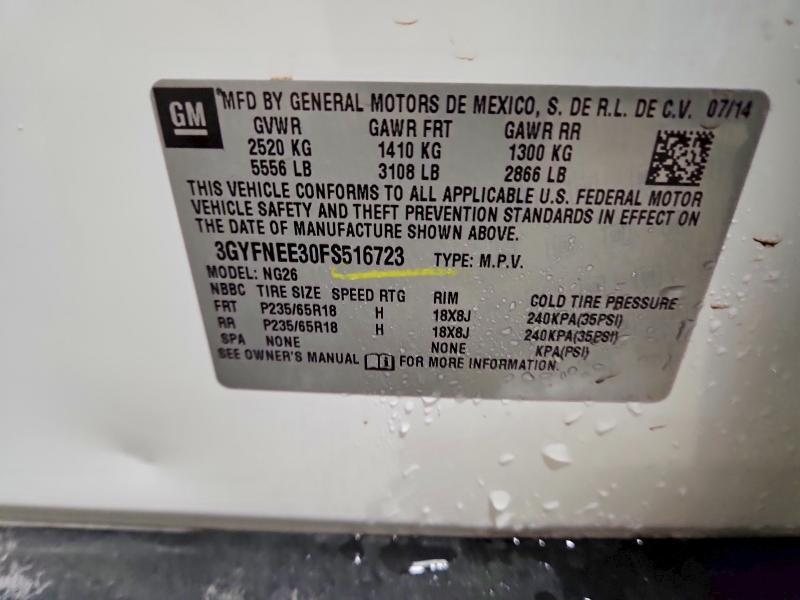 GM MFD BY GENERAL MOTORS DE MEXICO, S. DE R.L. DE C.V. 07/14
GVWR GAWR FRT GAWR RR
2520 KG 1410 KG 1300 KG
5556 LB 3108 LB 2866 LB
THIS VEHICLE CONFORMS TO ALL APPLICABLE U.S. FEDERAL MOTOR
VEHICLE SAFETY AND THEFT PREVENTION STANDARDS IN EFFECT ON
THE DATE OF MANUFACTURE SHOWN ABOVE.
3GYFNEE30FS516723 TYPE: M.P.V.
MODEL: NG26
NBBC TIRE SIZE SPEED RTG RIM COLD TIRE PRESSURE
FRT P235/65R18 H 18X8J 240KPA(35PSI)
RR P235/65R18 H 18X8J 240KPA(35PSI)
SPA NONE NONE KPA(PSI)
SEE OWNER'S MANUAL FOR MORE INFORMATION.